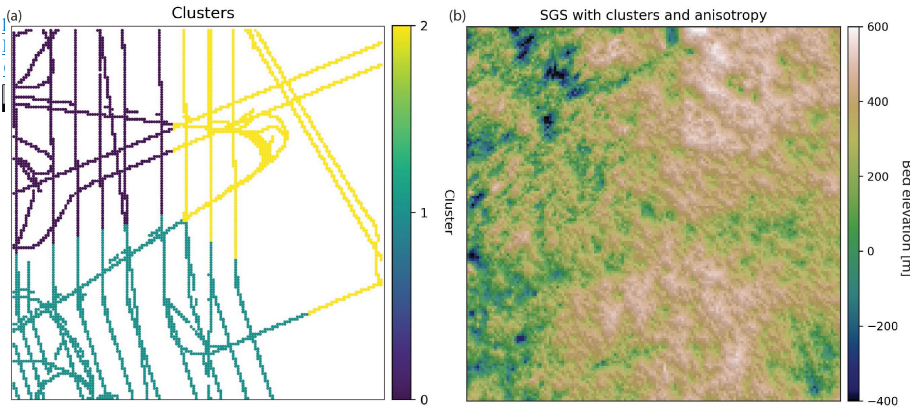 (a)
Clusters
2
1
0
Cluster
(b)
SGS with clusters and anisotropy
600
400
200
0
−200
−400
Bed elevation [m]